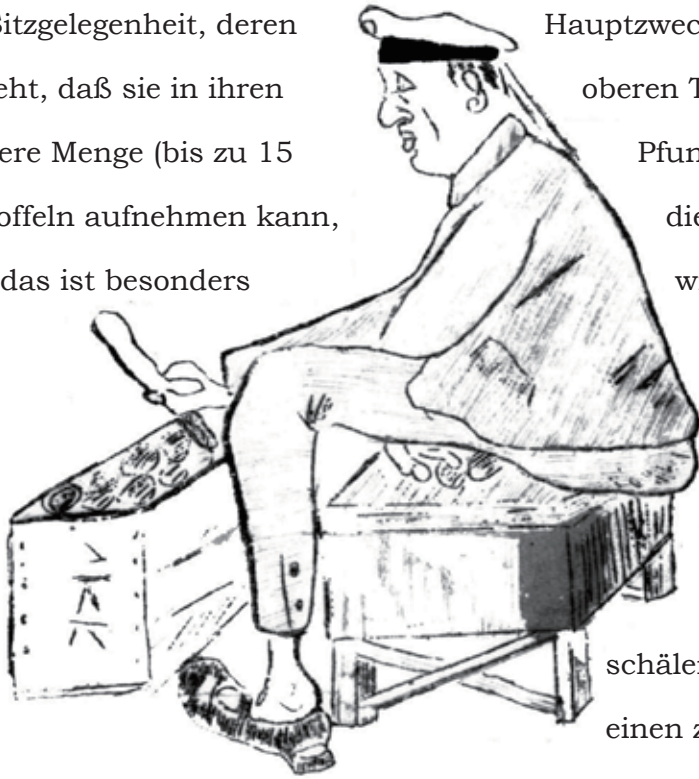 Sitzgelegenheit, deren Hauptzwec
eht, daß sie in ihren oberen T
ere Menge (bis zu 15 Pfun
offeln aufnehmen kann, die
das ist besonders w
schäler
einen z